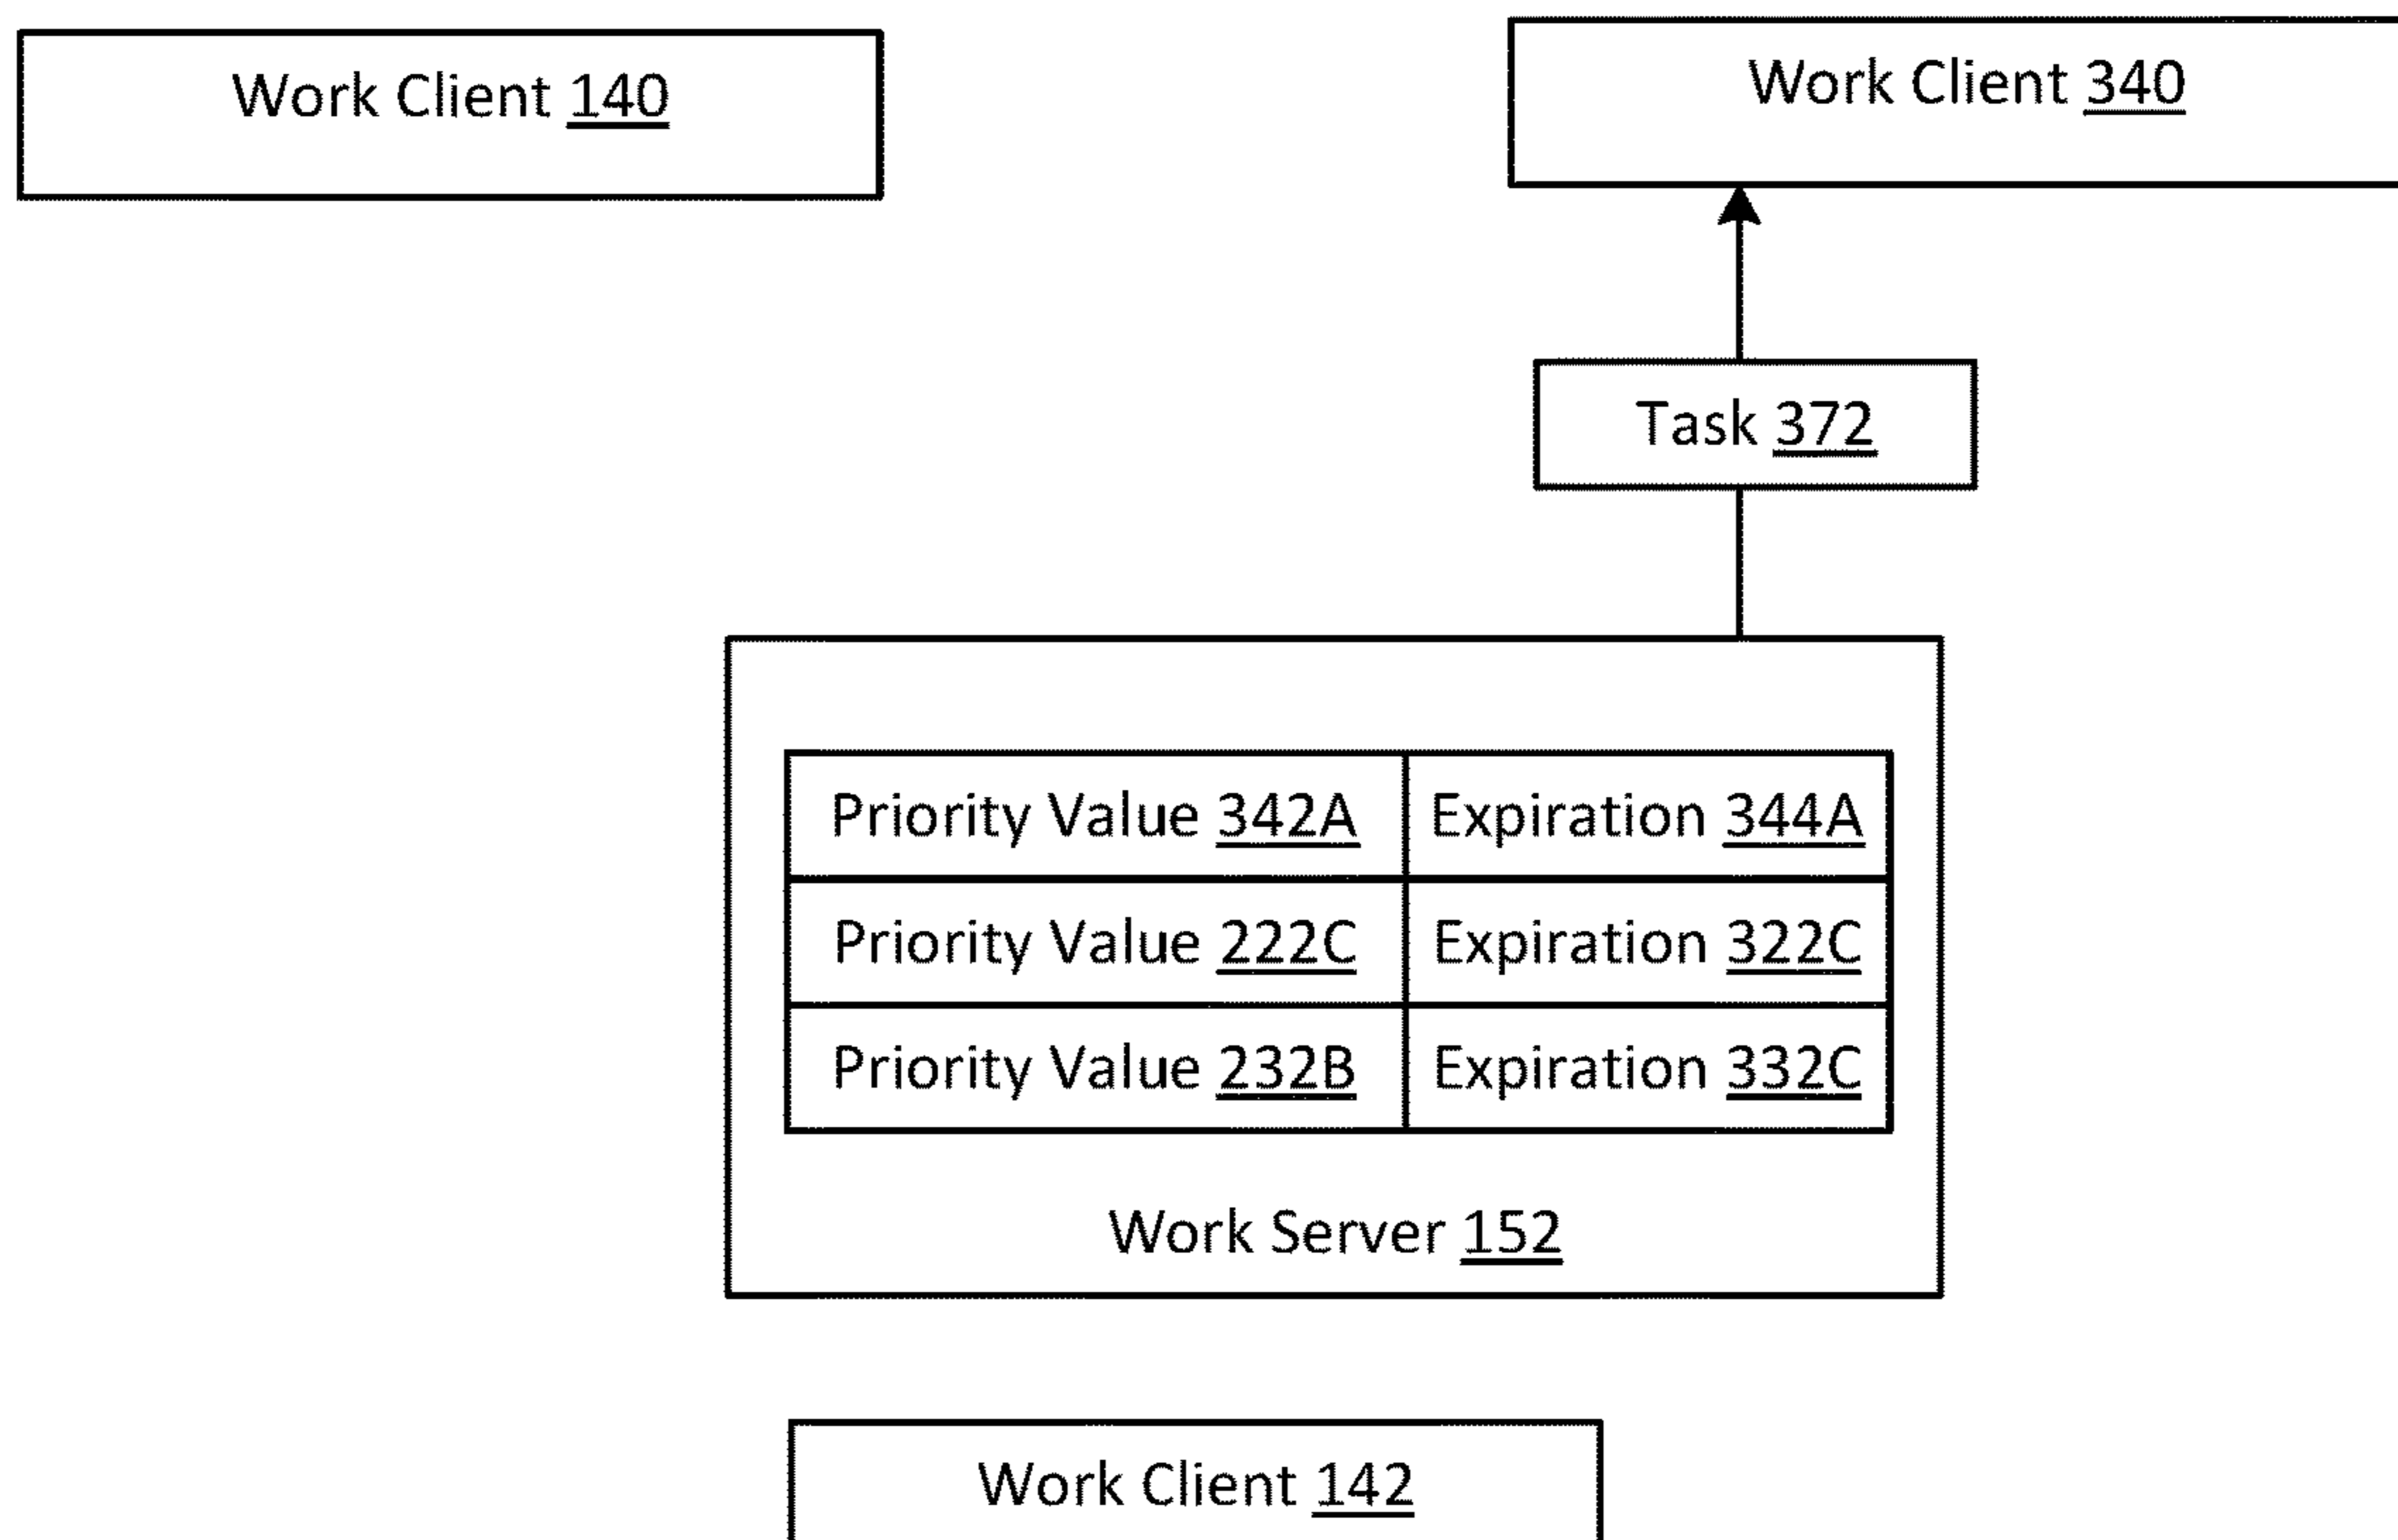 Work Client 140
Work Client 340
Task 372
Priority Value 342A
Expiration 344A
Priority Value 222C
Expiration 322C
Priority Value 232B
Expiration 332C
Work Server 152
Work Client 142